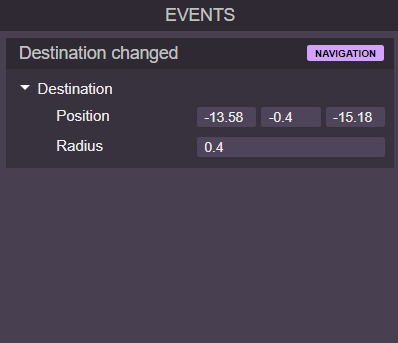 EVENTS
Destination changed NAVIGATION
Destination
Position -13.58 -0.4 -15.18
Radius 0.4